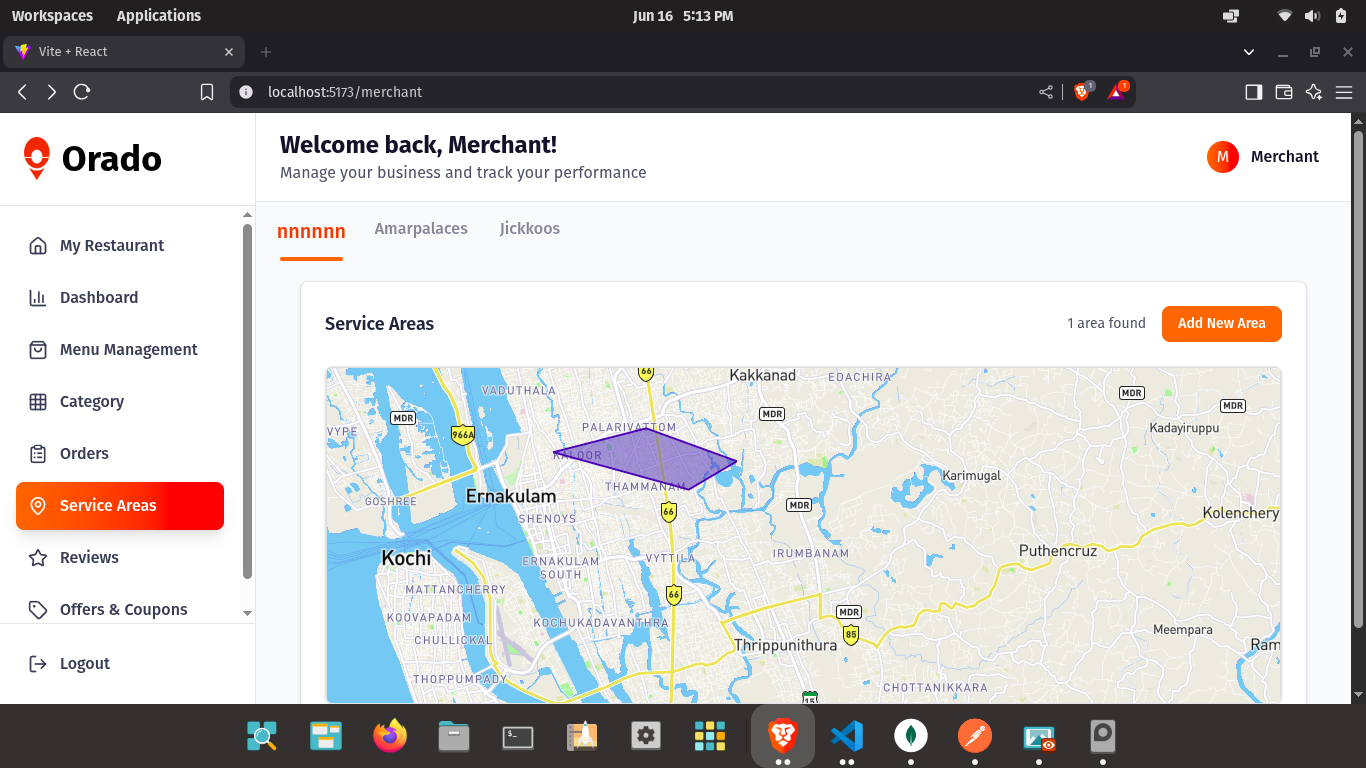 Workspaces Applications Jun 16 5:13 PM
Vite + React
localhost:5173/merchant 1 1
Orado
Welcome back, Merchant!
Manage your business and track your performance
M Merchant
My Restaurant
Dashboard
Menu Management
Category
Orders
Service Areas
Reviews
Offers & Coupons
Logout
nnnnnn Amarpalaces Jickkoos
Service Areas 1 area found Add New Area
66
Kakkanad
EDACHIRA
VADUTHALA
MDR
MDR
MDR
MDR
VYPE
966A
PALARIVATTOM
Kadayiruppu
KALOOR
Karimugal
THAMMANAM
GOSHREE
Ernakulam
MDR
66
SHENOYS
Kolenchery
Kochi
ERNAKULAM
SOUTH
VYTTILA
IRUMBANAM
Puthencruz
MATTANCHERRY
66
KOOVAPADAM
KOCHUKADAVANTHRA
MDR
85
CHULLICKAL
Thrippunithura
Meempara
Ram
THOPPUMPADY
CHOTTANIKKARA
15
$_